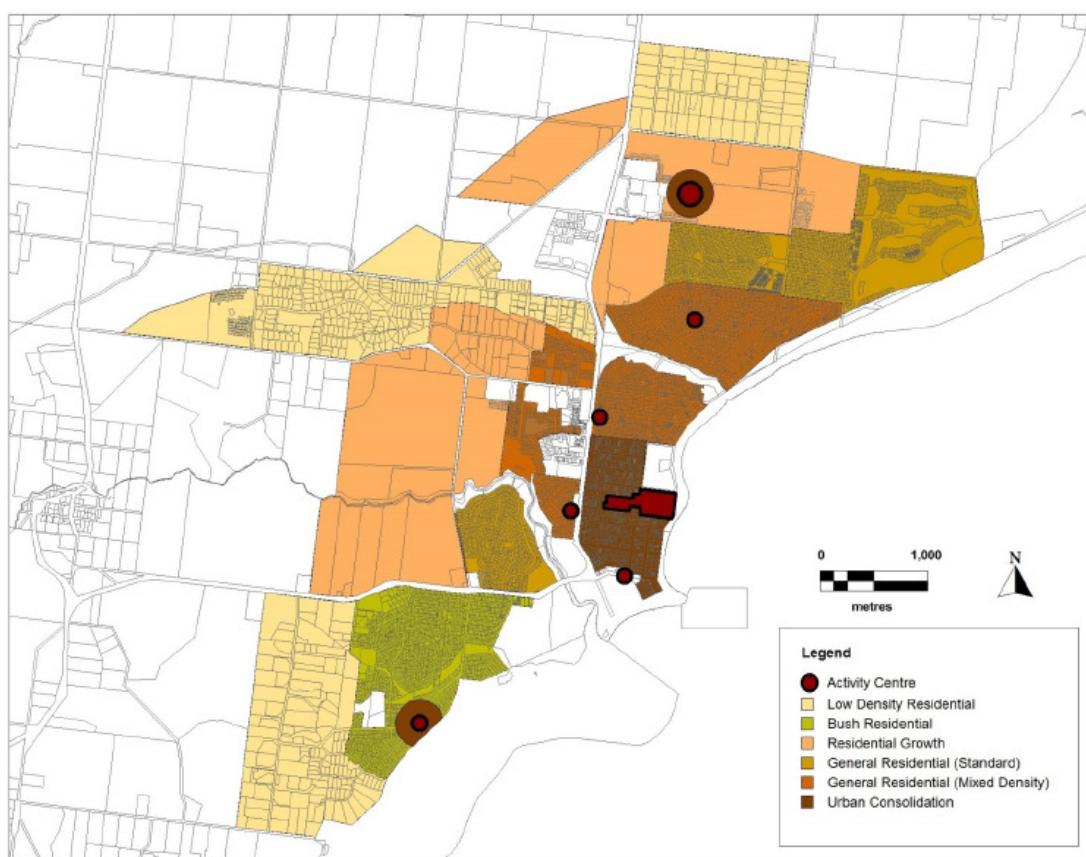 0 1,000
metres
N
Legend
Activity Centre
Low Density Residential
Bush Residential
Residential Growth
General Residential (Standard)
General Residential (Mixed Density)
Urban Consolidation